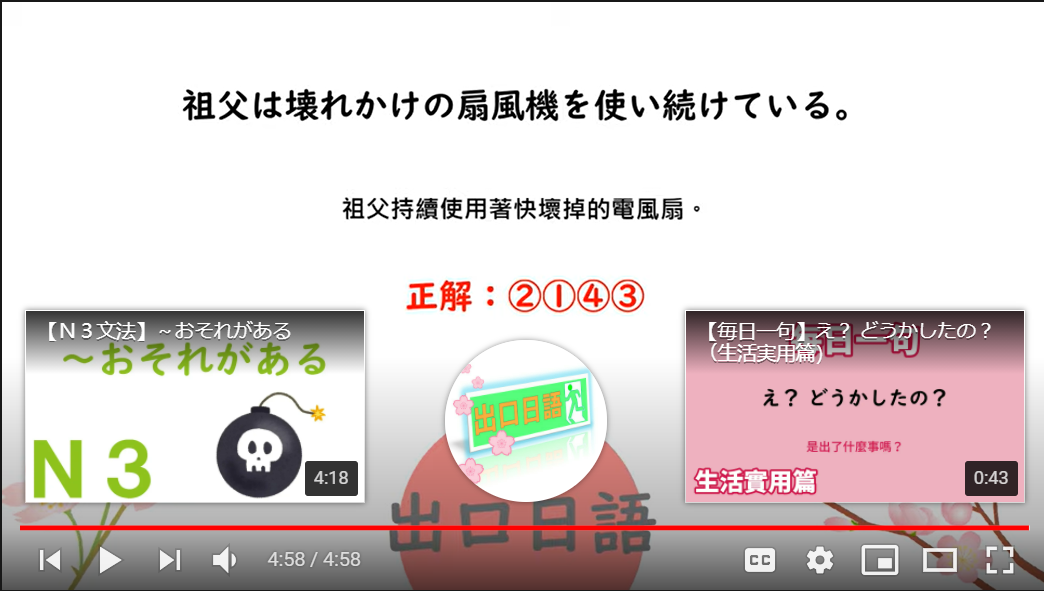 祖父は壊れかけの扇風機を使い続けている。
祖父持續使用著快壞掉的電風扇。
正解：②①④③
【Ｎ３文法】～おそれがある
～おそれがある
N３
4:18
出口日語
【毎日一句】え？ どうかしたの？
（生活実用篇）
毎日一句
え？ どうかしたの？
是出了什麼事嗎？
生活實用篇
0:43
出口日語
4:58 / 4:58
CC